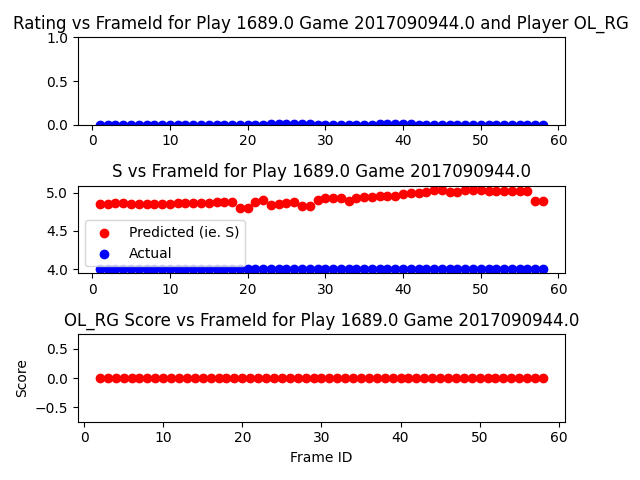 Rating vs FrameId for Play 1689.0 Game 2017090944.0 and Player OL_RG
1.0
0.5
0.0
0 10 20 30 40 50 60
S vs FrameId for Play 1689.0 Game 2017090944.0
5.0
4.5
4.0
Predicted (ie. S)
Actual
0 10 20 30 40 50 60
OL_RG Score vs FrameId for Play 1689.0 Game 2017090944.0
Score
0.5
0.0
−0.5
0 10 20 30 40 50 60
Frame ID